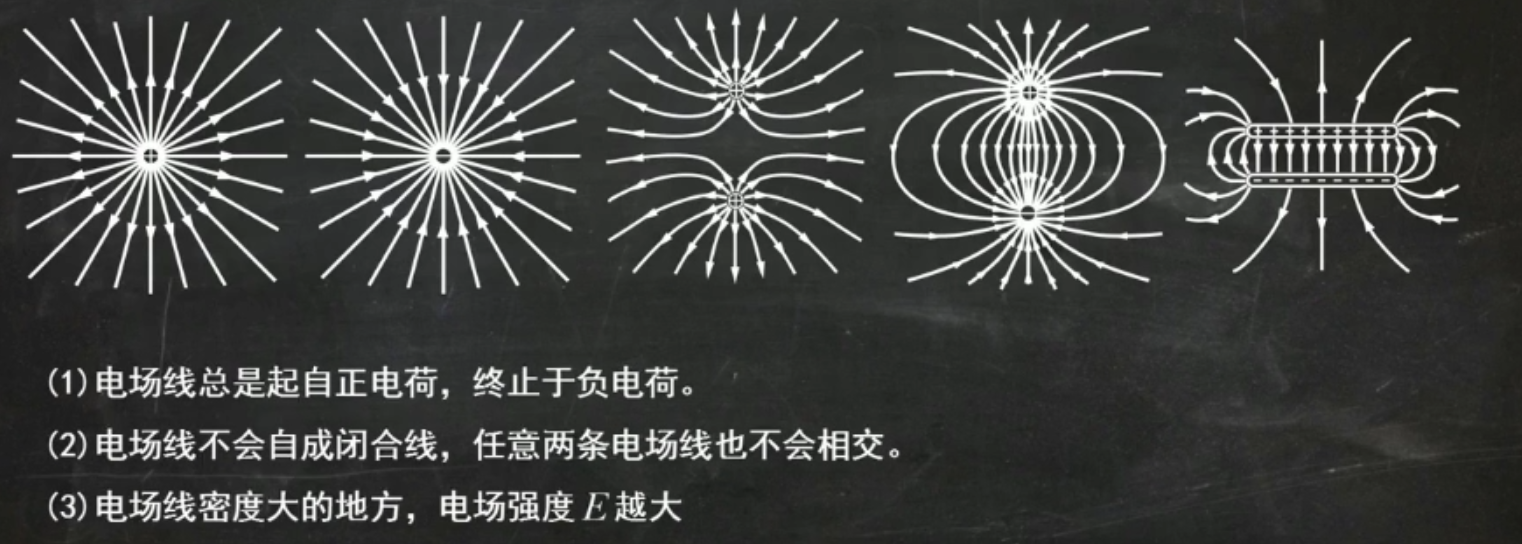 (1)电场线总是起自正电荷，终止于负电荷。
(2)电场线不会自成闭合线，任意两条电场线也不会相交。
(3)电场线密度大的地方，电场强度 E 越大